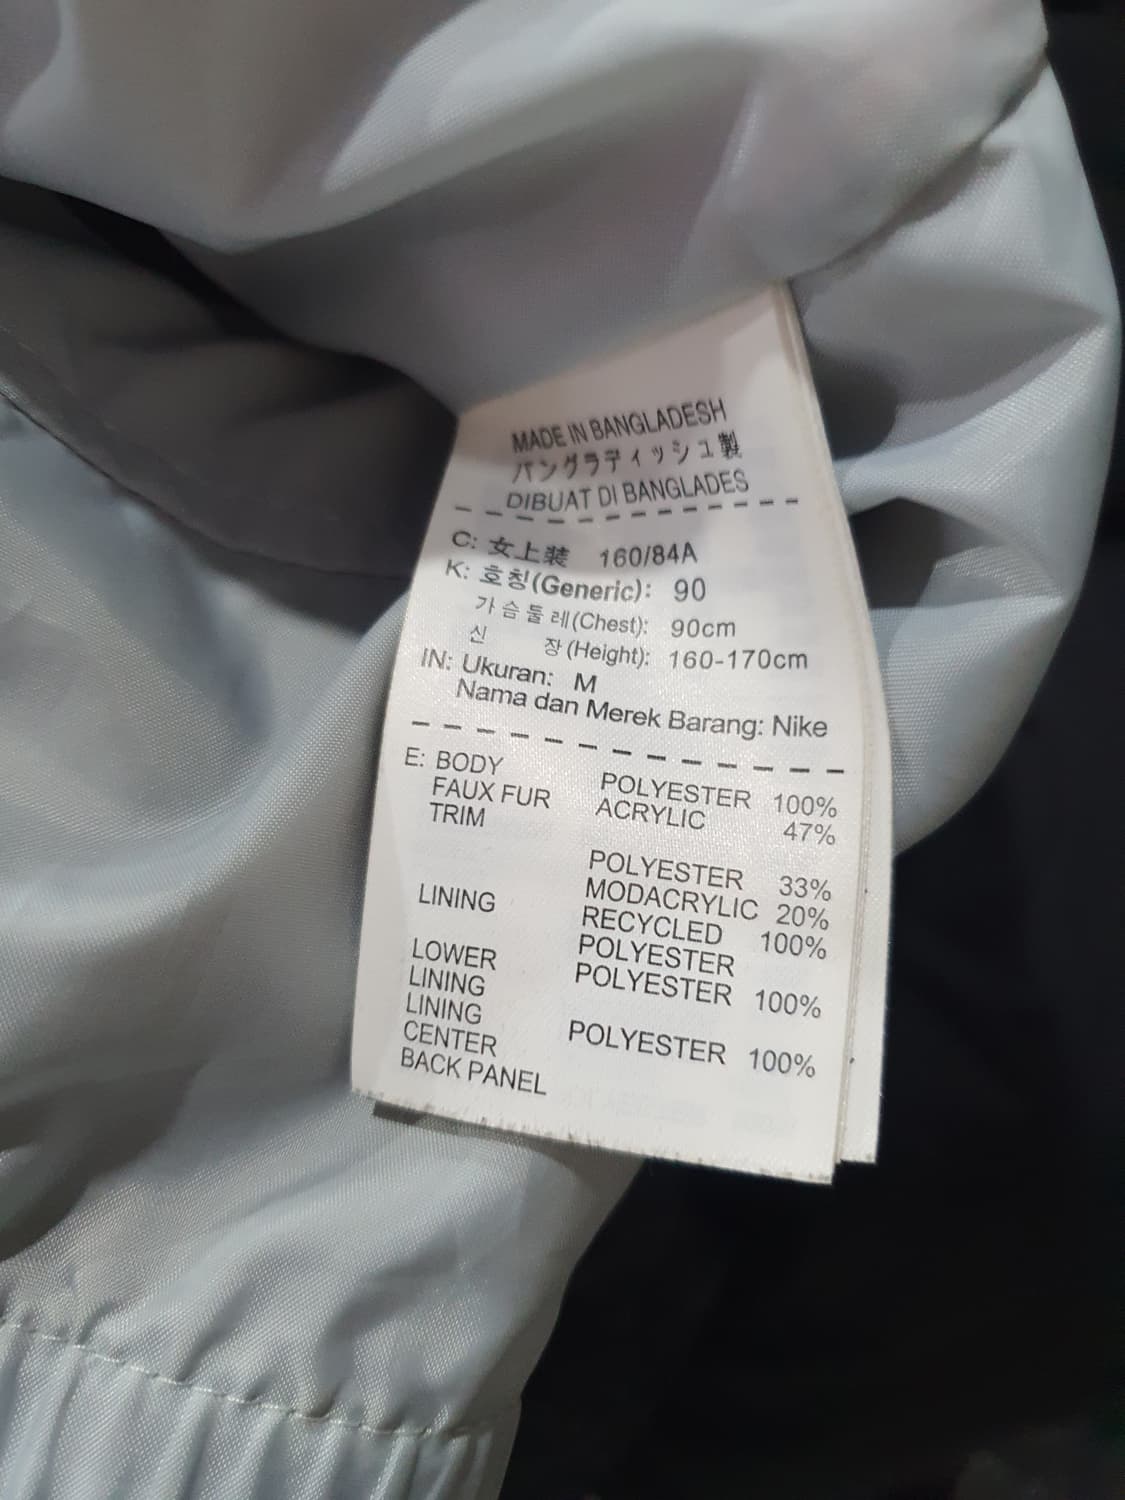 MADE IN BANGLADESH
バングラディッシュ製
DIBUAT DI BANGLADES
C: 女上装 160/84A
K: 호칭(Generic): 90
가슴둘레(Chest): 90cm
신 장(Height): 160-170cm
IN: Ukuran: M
Nama dan Merek Barang: Nike
E: BODY POLYESTER 100%
FAUX FUR ACRYLIC 47%
TRIM
POLYESTER 33%
MODACRYLIC 20%
LINING RECYCLED 100%
POLYESTER
LOWER POLYESTER 100%
LINING
LINING POLYESTER 100%
CENTER
BACK PANEL